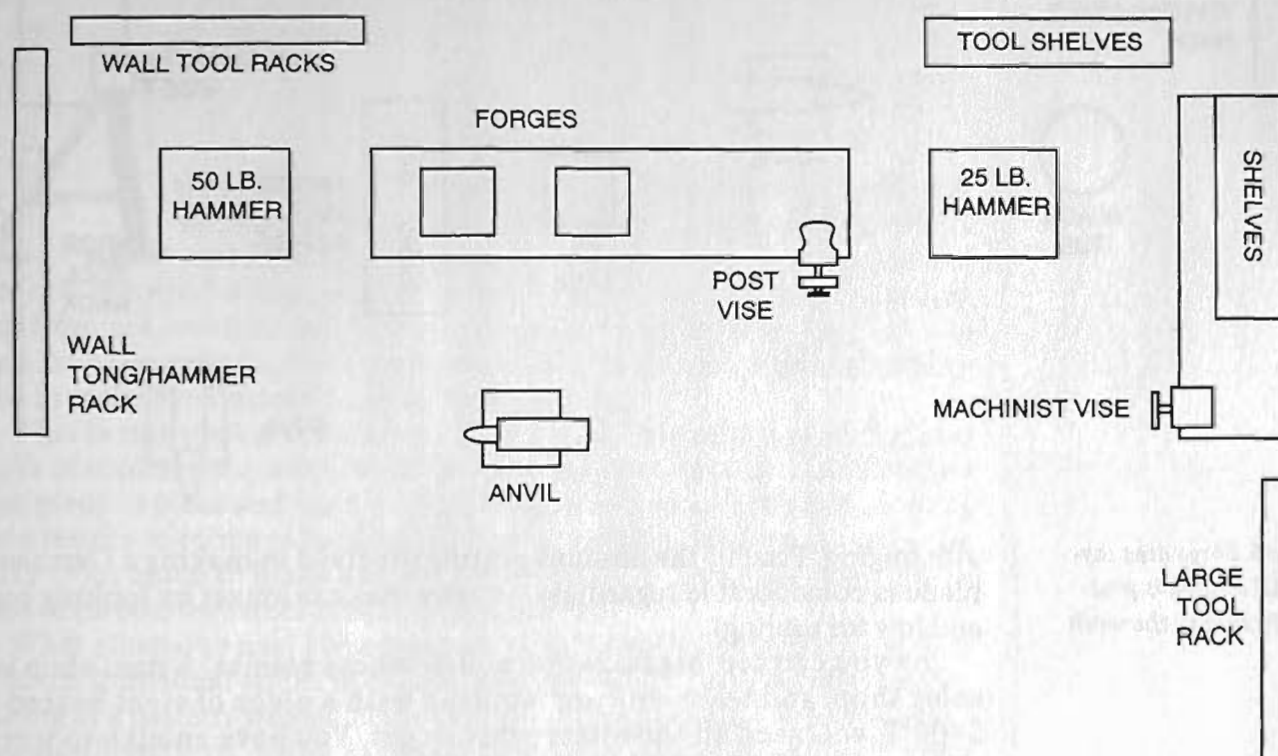 WALL TOOL RACKS
TOOL SHELVES
FORGES
50 LB.
HAMMER
25 LB.
HAMMER
SHELVES
POST
VISE
WALL
TONG/HAMMER
RACK
MACHINIST VISE
ANVIL
LARGE
TOOL
RACK